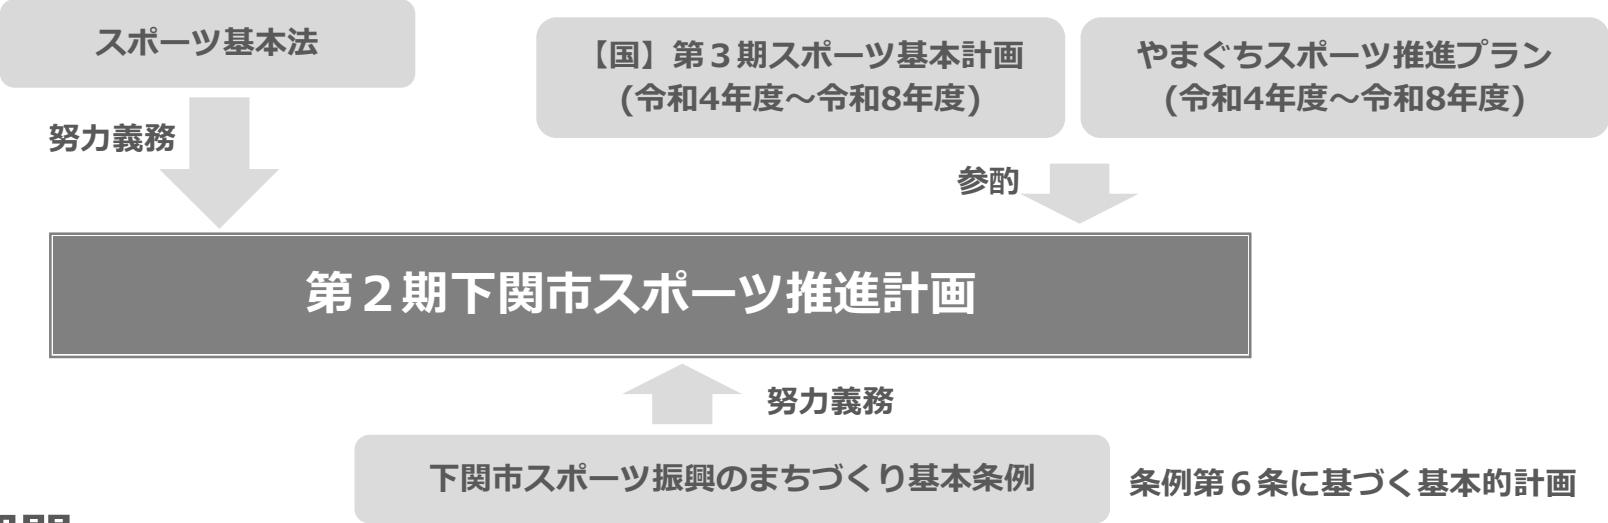 スポーツ基本法
【国】第３期スポーツ基本計画
(令和4年度～令和8年度)
やまぐちスポーツ推進プラン
(令和4年度～令和8年度)
努力義務
参酌
第２期下関市スポーツ推進計画
努力義務
下関市スポーツ振興のまちづくり基本条例
条例第６条に基づく基本的計画